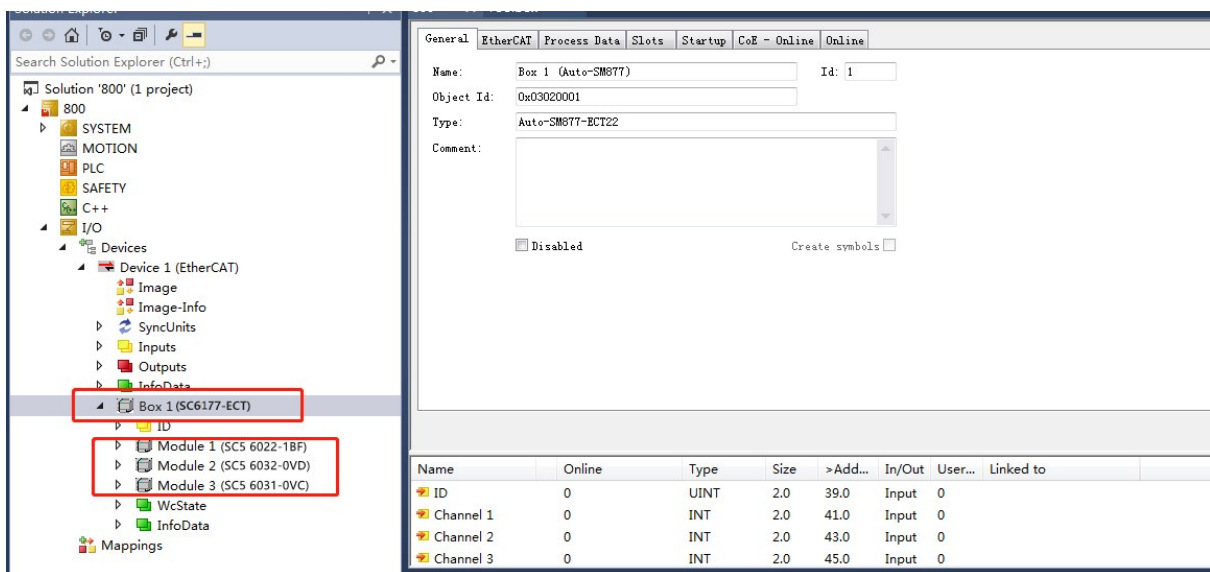 Solution Explorer
Search Solution Explorer (Ctrl+;)
Solution '800' (1 project)
800
SYSTEM
MOTION
PLC
SAFETY
C++
I/O
Devices
Device 1 (EtherCAT)
Image
Image-Info
SyncUnits
Inputs
Outputs
InfoData
Box 1 (SC6177-ECT)
ID
Module 1 (SC5 6022-1BF)
Module 2 (SC5 6032-0VD)
Module 3 (SC5 6031-0VC)
WcState
InfoData
Mappings
General EtherCAT Process Data Slots Startup CoE - Online Online
Name: Box 1 (Auto-SM877) Id: 1
Object Id: 0x03020001
Type: Auto-SM877-ECT22
Comment:
Disabled Create symbols
Name Online Type Size >Add... In/Out User... Linked to
ID 0 UINT 2.0 39.0 Input 0
Channel 1 0 INT 2.0 41.0 Input 0
Channel 2 0 INT 2.0 43.0 Input 0
Channel 3 0 INT 2.0 45.0 Input 0